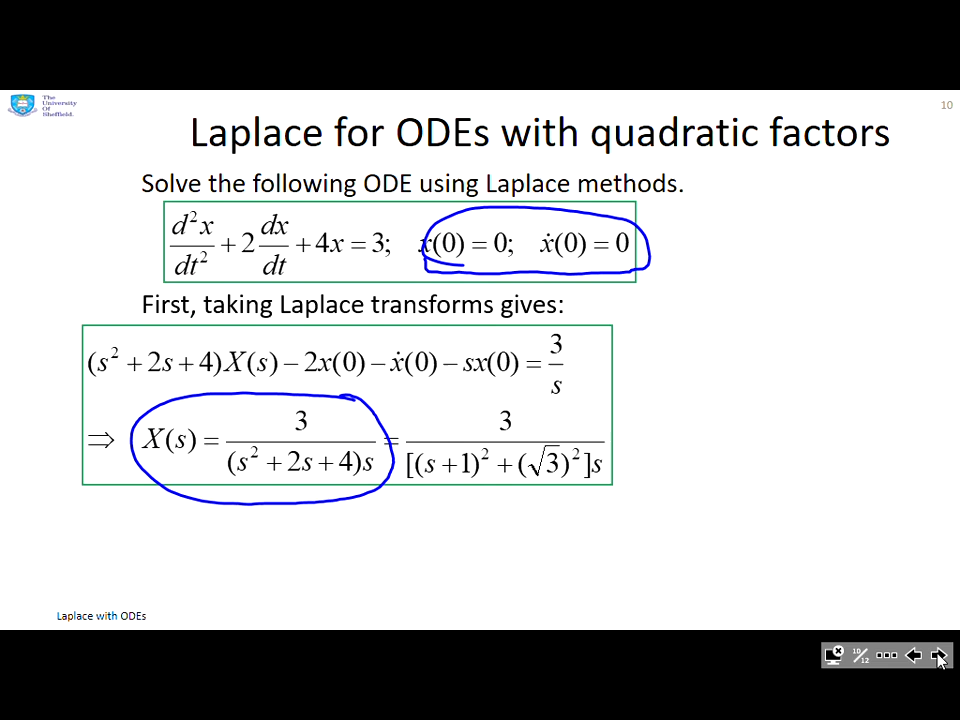 The
University
Of
Sheffield.
10
Laplace for ODEs with quadratic factors
Solve the following ODE using Laplace methods.
d²x/dt² + 2 dx/dt + 4x = 3; x(0) = 0; ẋ(0) = 0
First, taking Laplace transforms gives:
(s² + 2s + 4)X(s) − 2x(0) − ẋ(0) − sx(0) = 3/s
⇒ X(s) = 3/((s² + 2s + 4)s) = 3/([(s + 1)² + (√3)²]s)
Laplace with ODEs
10/12